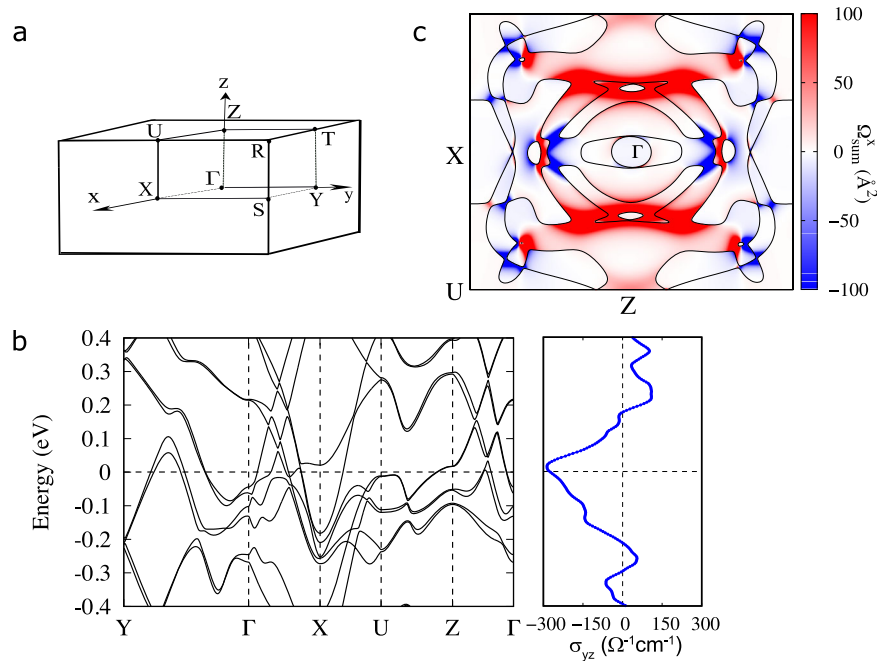 a
z
Z
U
T
R
Γ
x
X
Y
y
S
c
X
Γ
U
Z
100
50
0
−50
−100
Ω^x_sum (Å²)
b
Energy (eV)
0.4
0.3
0.2
0.1
0
-0.1
-0.2
-0.3
-0.4
Y Γ X U Z Γ
-300 -150 0 150 300
σ_yz (Ω⁻¹cm⁻¹)